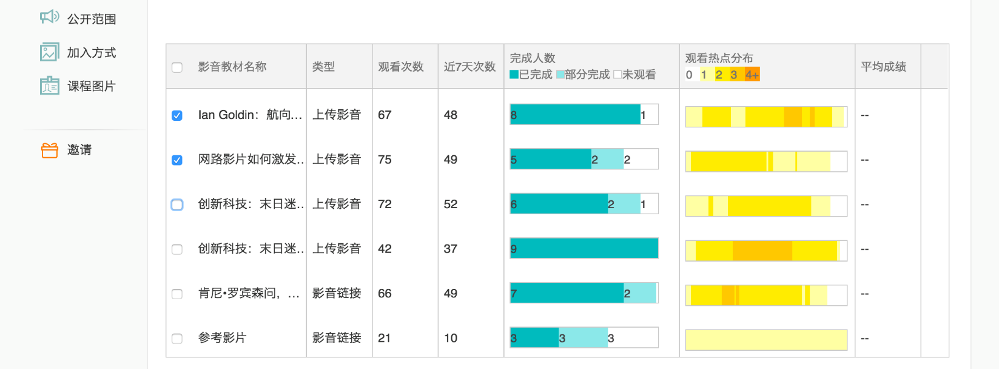 公开范围
加入方式
课程图片
邀请
影音教材名称 类型 观看次数 近7天次数 完成人数 观看热点分布 平均成绩
已完成 部分完成 未观看 0 1 2 3 4+
Ian Goldin：航向... 上传影音 67 48 8 1 --
网路影片如何激发... 上传影音 75 49 5 2 2 --
创新科技：末日迷... 上传影音 72 52 6 2 1 --
创新科技：末日迷... 上传影音 42 37 9 --
肯尼•罗宾森问，... 影音链接 66 49 7 2 --
参考影片 影音链接 21 10 3 3 3 --